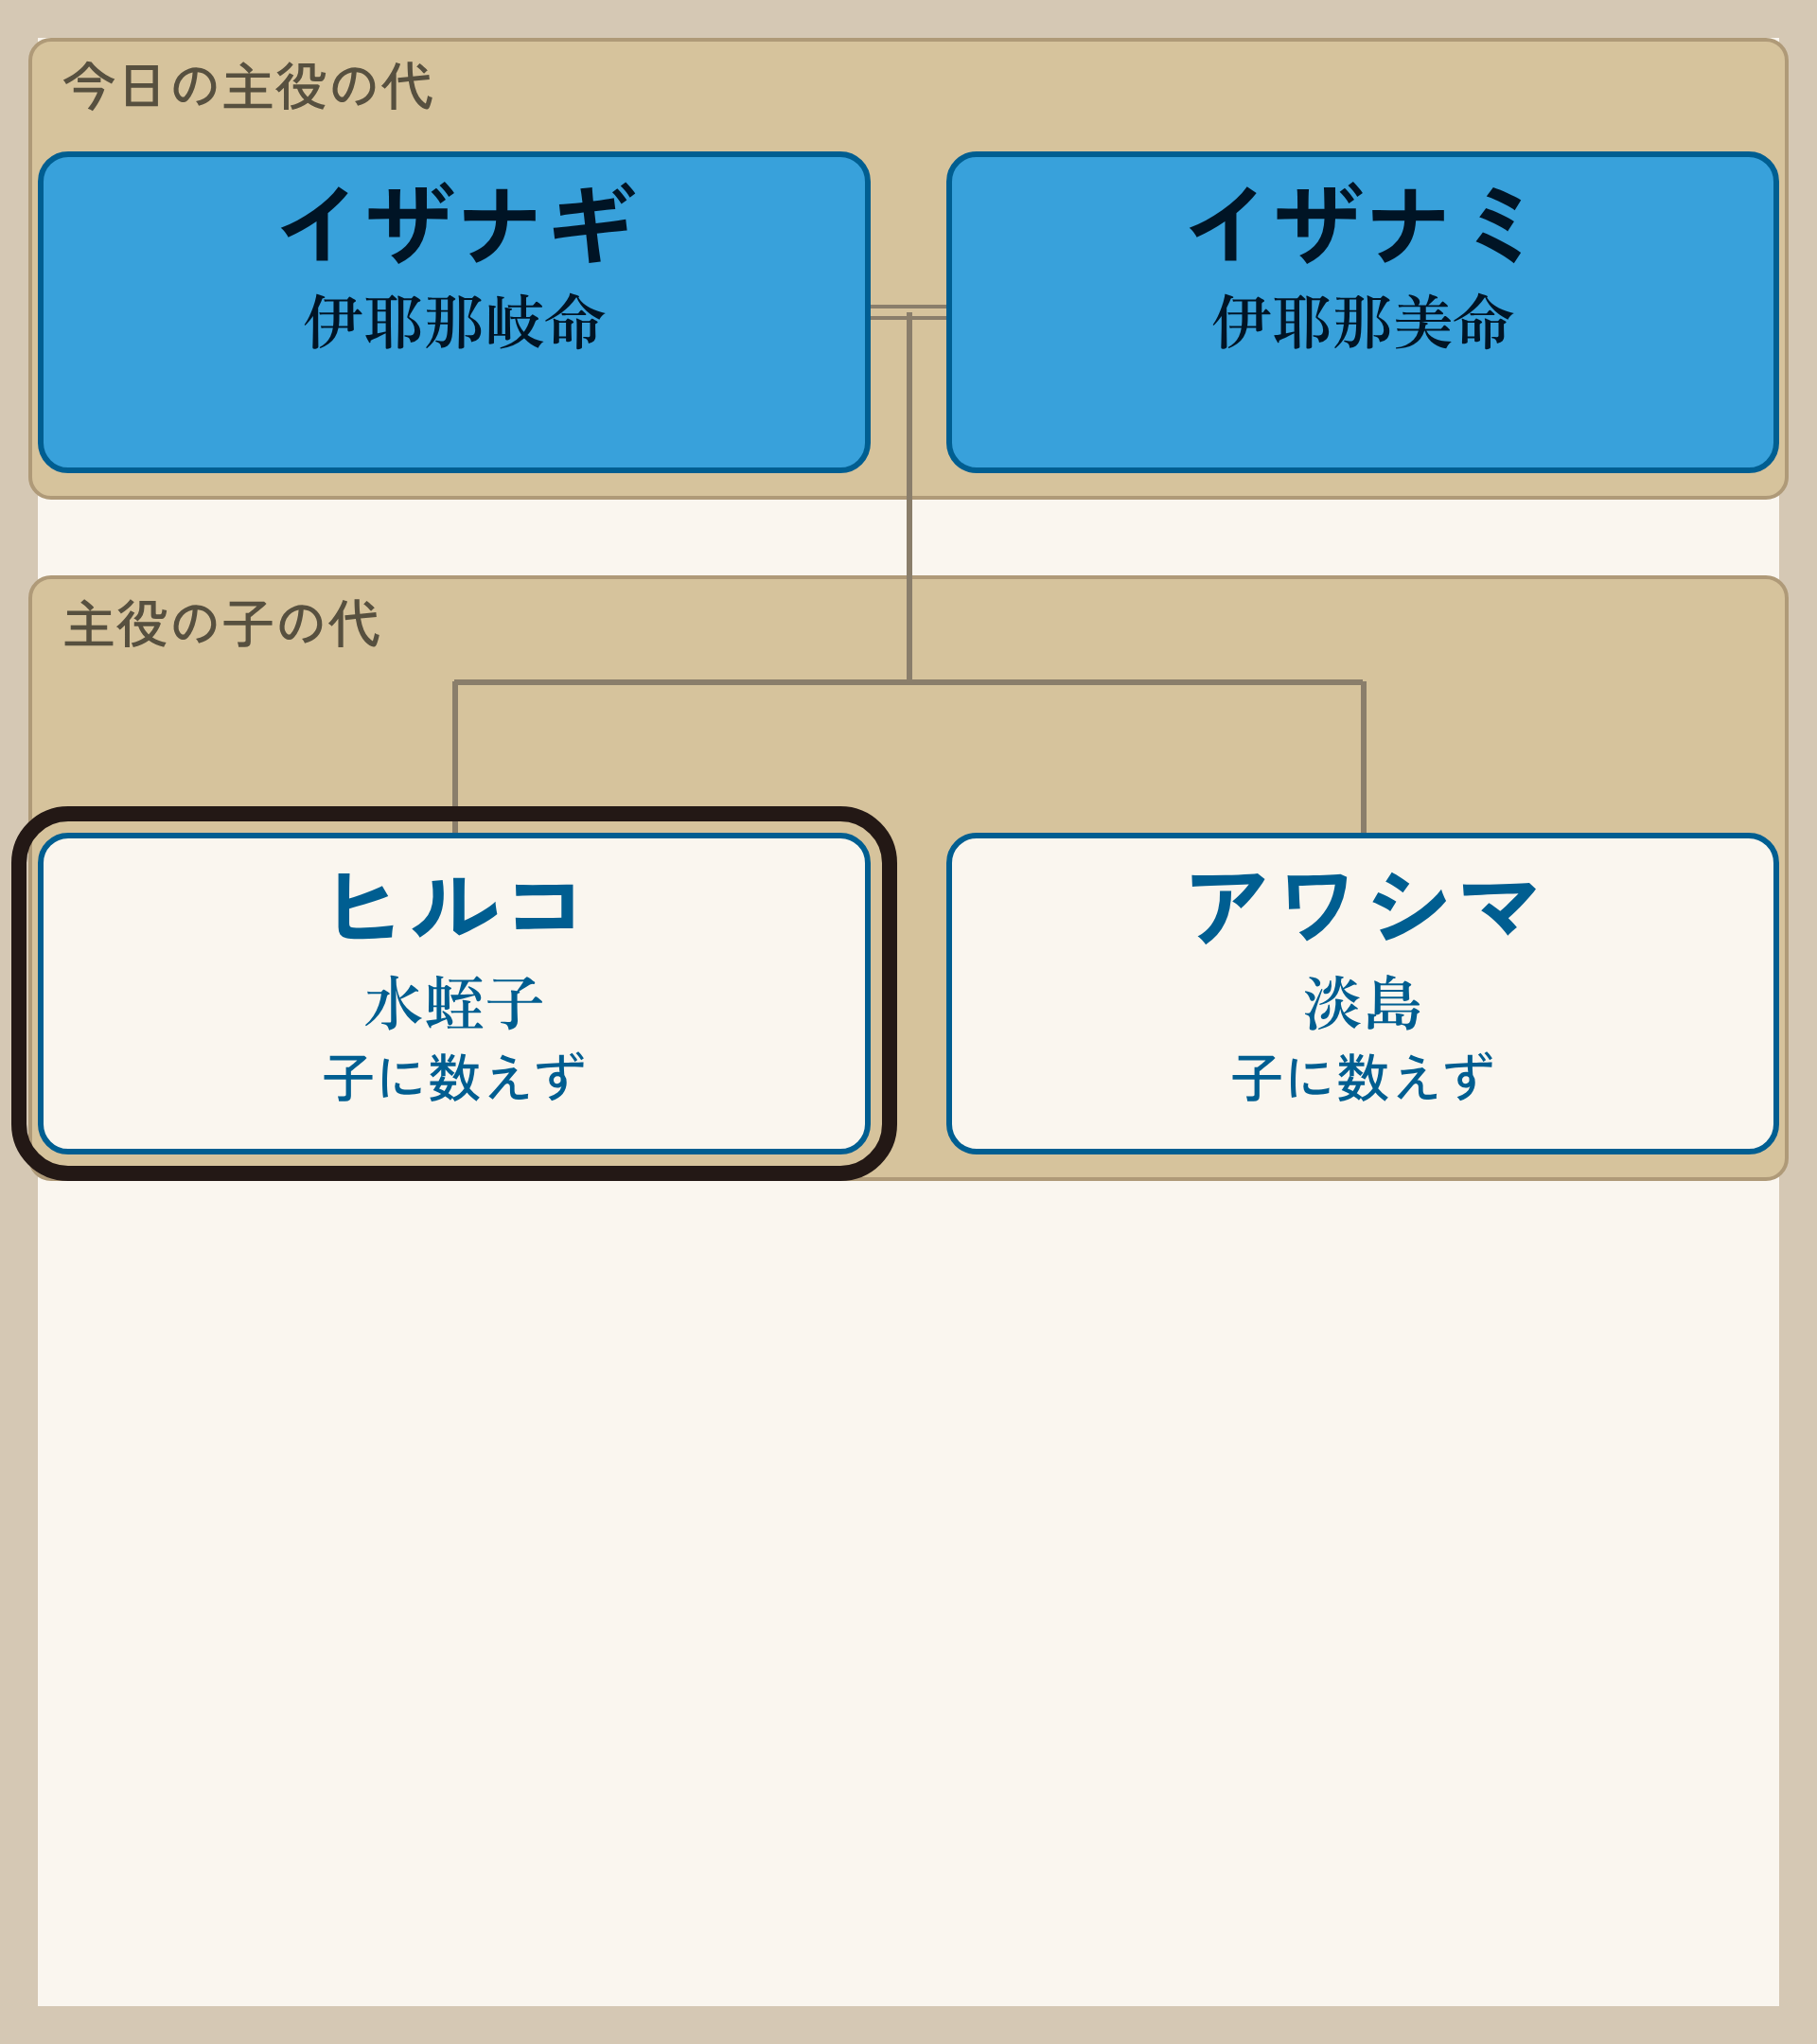 今日の主役の代
イザナギ
伊耶那岐命
イザナミ
伊耶那美命
主役の子の代
ヒルコ
水蛭子
子に数えず
アワシマ
淡島
子に数えず